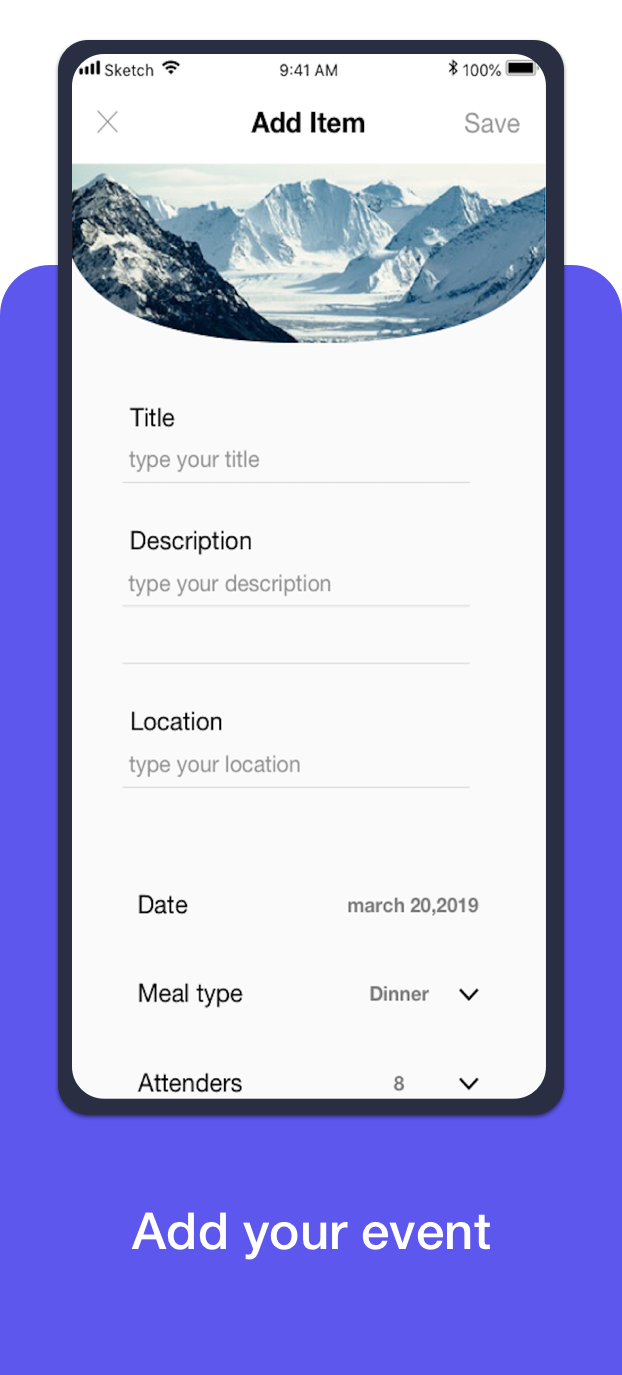 Sketch 9:41 AM 100%
Add Item Save
Title
type your title
Description
type your description
Location
type your location
Date march 20,2019
Meal type Dinner
Attenders 8
Add your event